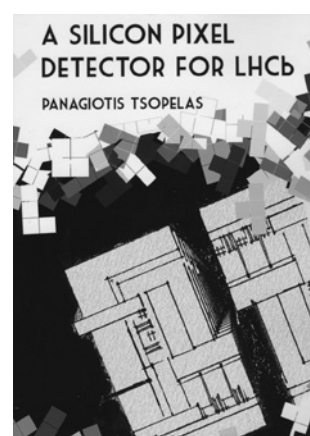 A SILICON PIXEL
DETECTOR FOR LHCb
PANAGIOTIS TSOPELAS